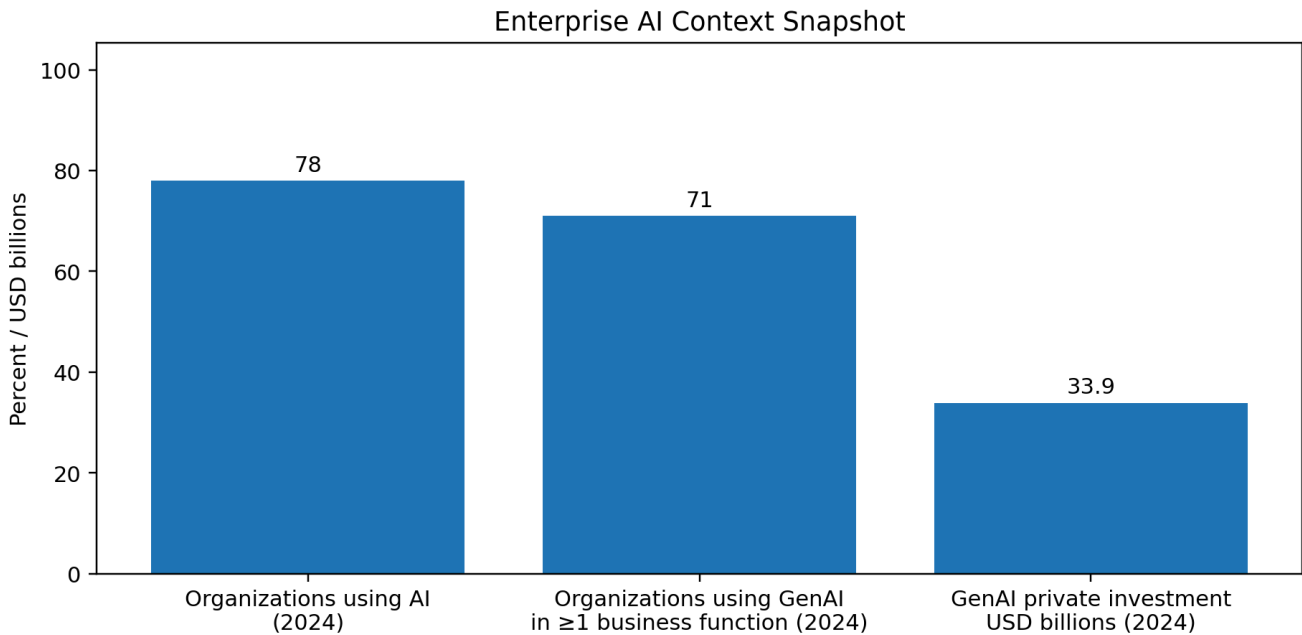 Enterprise AI Context Snapshot
Percent / USD billions
100
80
60
40
20
0
78
71
33.9
Organizations using AI
(2024)
Organizations using GenAI
in ≥1 business function (2024)
GenAI private investment
USD billions (2024)